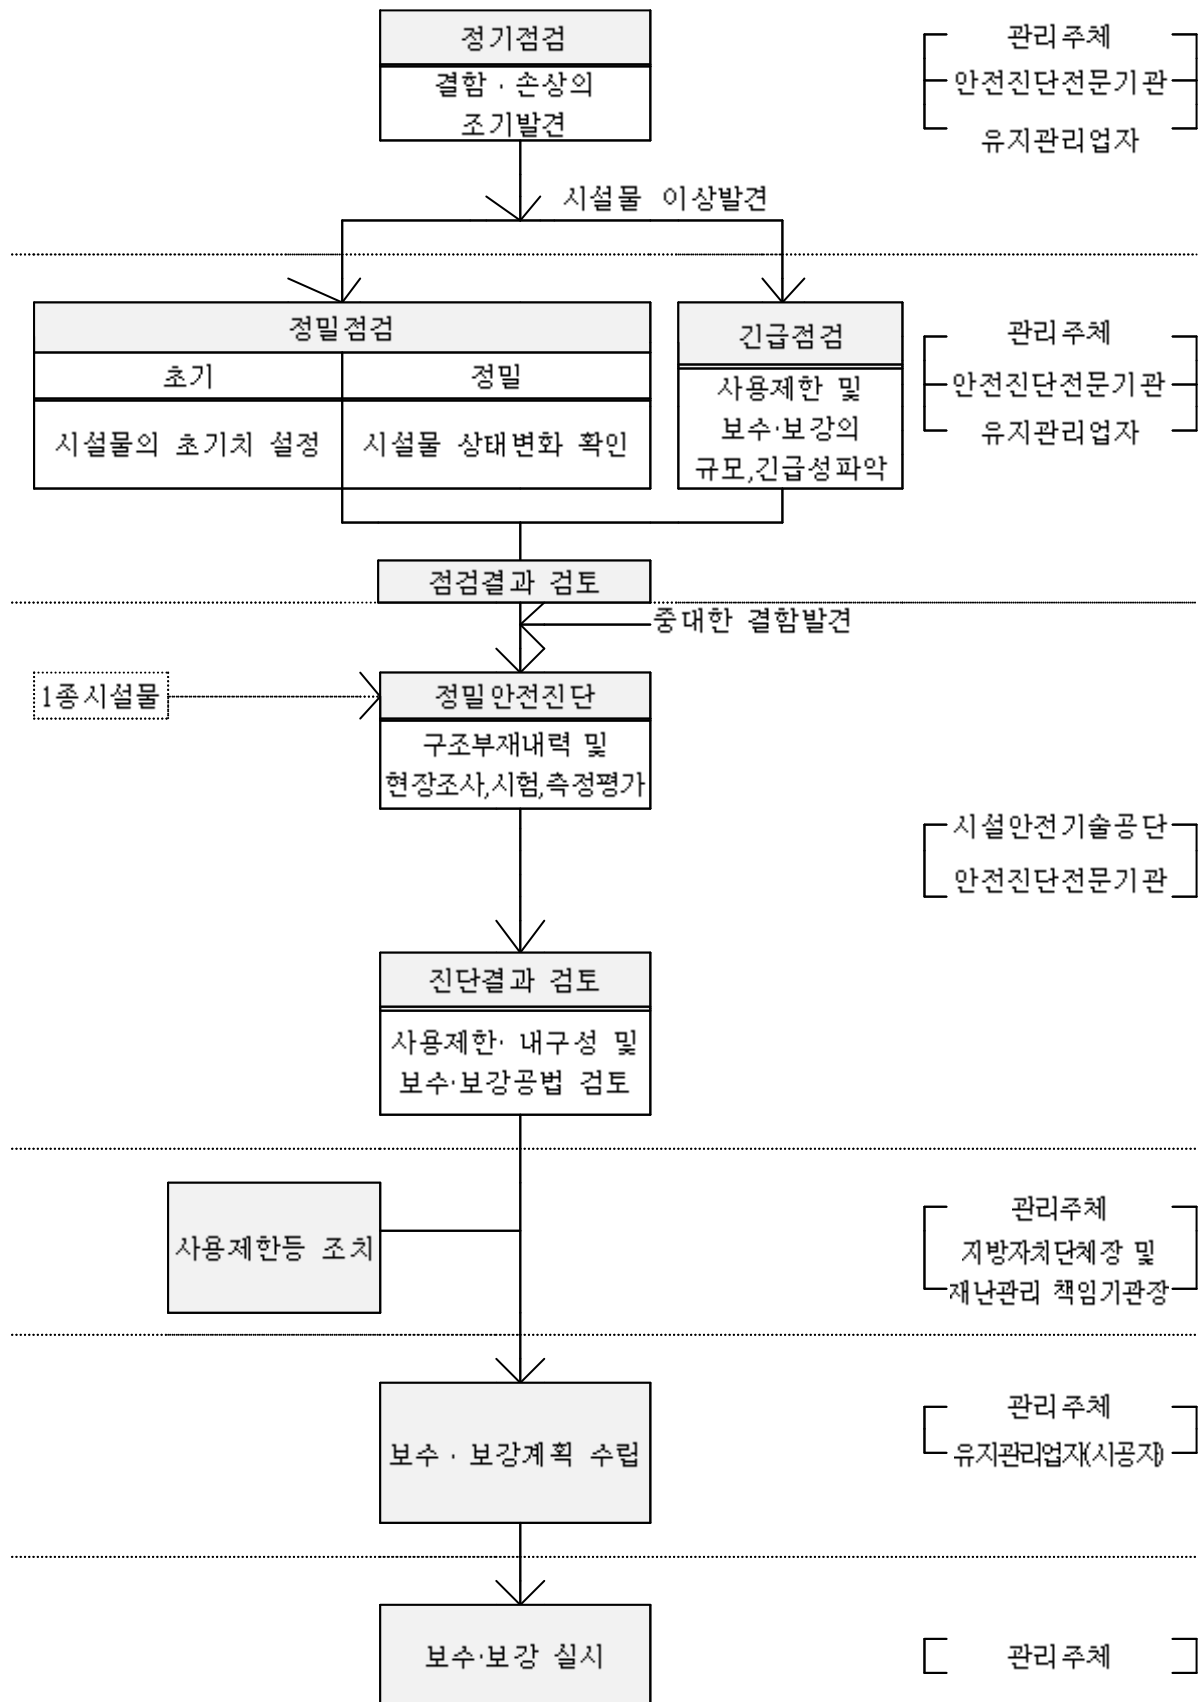 정기점검
결함 · 손상의
조기발견
관리주체
안전진단전문기관
유지관리업자
시설물 이상발견
정밀점검
초기
정밀
시설물의 초기치 설정
시설물 상태변화 확인
긴급점검
사용제한 및
보수·보강의
규모,긴급성파악
관리주체
안전진단전문기관
유지관리업자
점검결과 검토
중대한 결함발견
1종시설물
정밀안전진단
구조부재내력 및
현장조사,시험,측정평가
시설안전기술공단
안전진단전문기관
진단결과 검토
사용제한· 내구성 및
보수·보강공법 검토
사용제한등 조치
관리주체
지방자치단체장 및
재난관리 책임기관장
보수 · 보강계획 수립
관리주체
유지관리업자(시공자)
보수·보강 실시
관리주체